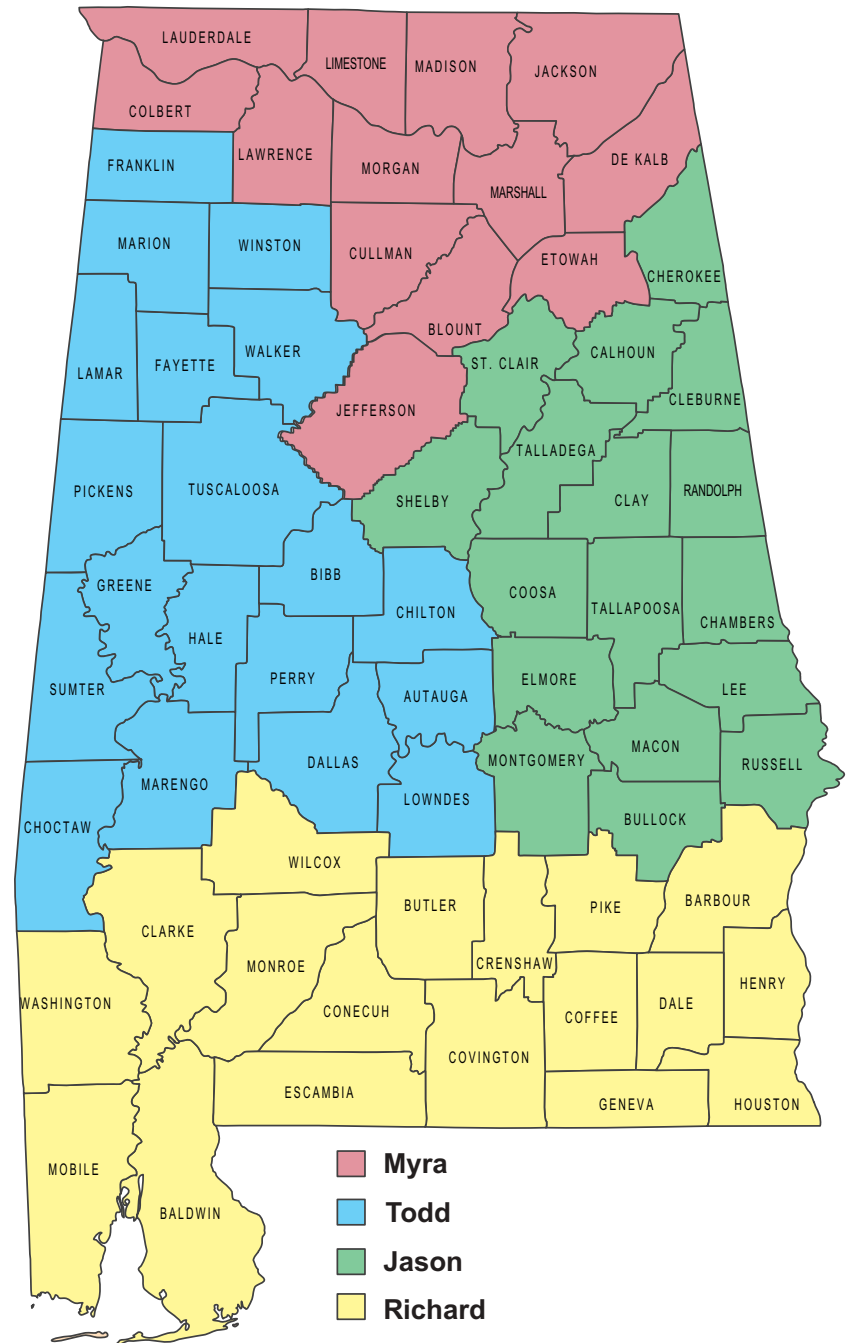 LAUDERDALE
LIMESTONE
MADISON
JACKSON
COLBERT
FRANKLIN
LAWRENCE
MORGAN
MARSHALL
DE KALB
MARION
WINSTON
CULLMAN
ETOWAH
CHEROKEE
LAMAR
FAYETTE
WALKER
BLOUNT
ST. CLAIR
CALHOUN
CLEBURNE
JEFFERSON
PICKENS
TUSCALOOSA
SHELBY
TALLADEGA
CLAY
RANDOLPH
GREENE
BIBB
HALE
CHILTON
COOSA
TALLAPOOSA
CHAMBERS
SUMTER
PERRY
AUTAUGA
ELMORE
LEE
MARENGO
DALLAS
LOWNDES
MONTGOMERY
MACON
RUSSELL
CHOCTAW
BULLOCK
WILCOX
CLARKE
BUTLER
PIKE
BARBOUR
WASHINGTON
MONROE
CRENSHAW
CONECUH
COFFEE
DALE
HENRY
COVINGTON
ESCAMBIA
GENEVA
HOUSTON
MOBILE
BALDWIN
Myra
Todd
Jason
Richard